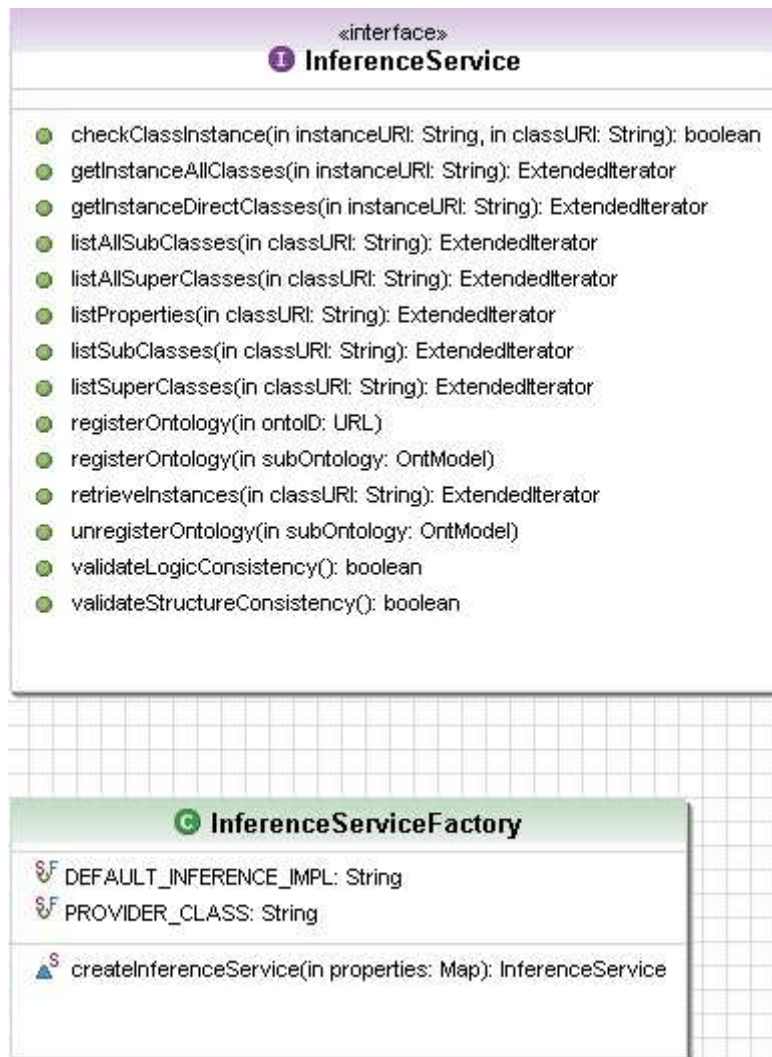 «interface»
I InferenceService
checkClassInstance(in instanceURI: String, in classURI: String): boolean
getInstanceAllClasses(in instanceURI: String): ExtendedIterator
getInstanceDirectClasses(in instanceURI: String): ExtendedIterator
listAllSubClasses(in classURI: String): ExtendedIterator
listAllSuperClasses(in classURI: String): ExtendedIterator
listProperties(in classURI: String): ExtendedIterator
listSubClasses(in classURI: String): ExtendedIterator
listSuperClasses(in classURI: String): ExtendedIterator
registerOntology(in ontoID: URL)
registerOntology(in subOntology: OntModel)
retrieveInstances(in classURI: String): ExtendedIterator
unregisterOntology(in subOntology: OntModel)
validateLogicConsistency(): boolean
validateStructureConsistency(): boolean
C InferenceServiceFactory
SF DEFAULT_INFERENCE_IMPL: String
SF PROVIDER_CLASS: String
S createInferenceService(in properties: Map): InferenceService